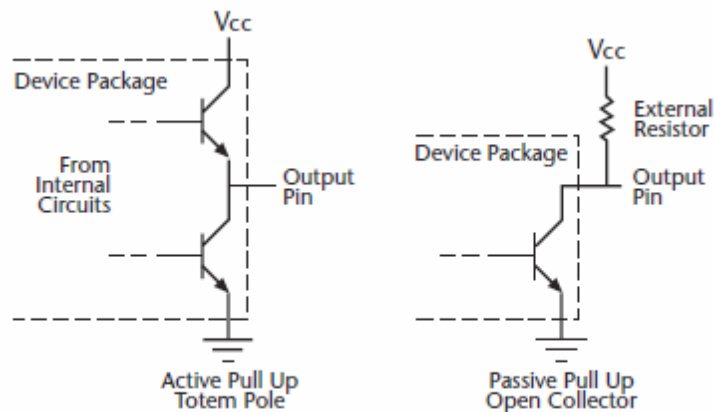 Vcc
Device Package
From
Internal
Circuits
Output
Pin
Active Pull Up
Totem Pole
Vcc
External
Resistor
Device Package
Output
Pin
Passive Pull Up
Open Collector